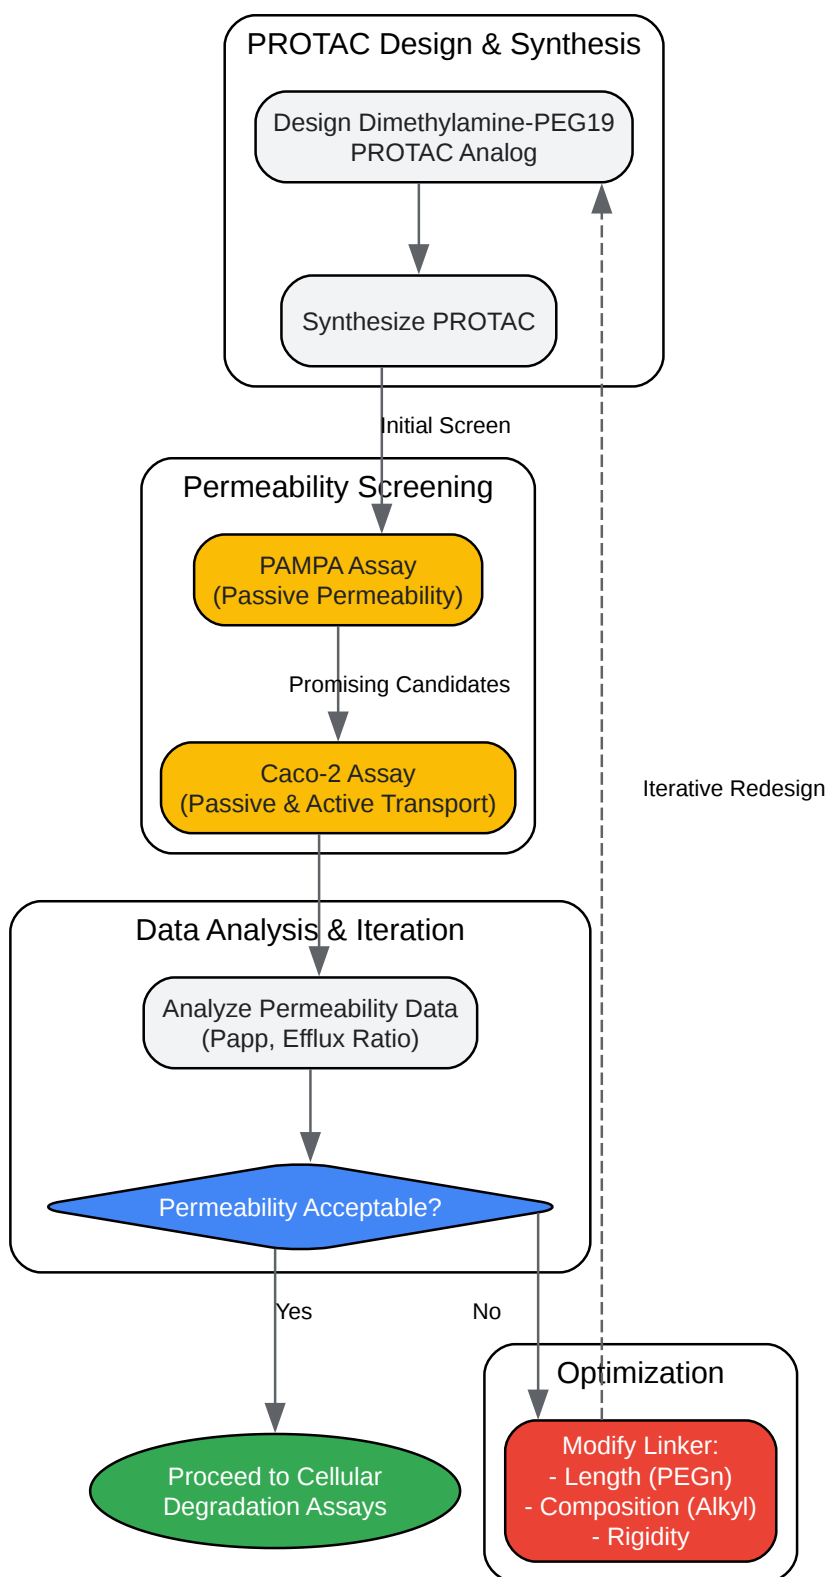 PROTAC Design & Synthesis
Design Dimethylamine-PEG19
PROTAC Analog
Synthesize PROTAC
Initial Screen
Permeability Screening
PAMPA Assay
(Passive Permeability)
Promising Candidates
Caco-2 Assay
(Passive & Active Transport)
Iterative Redesign
Data Analysis & Iteration
Analyze Permeability Data
(Papp, Efflux Ratio)
Permeability Acceptable?
Yes
No
Optimization
Proceed to Cellular
Degradation Assays
Modify Linker:
- Length (PEGn)
- Composition (Alkyl)
- Rigidity